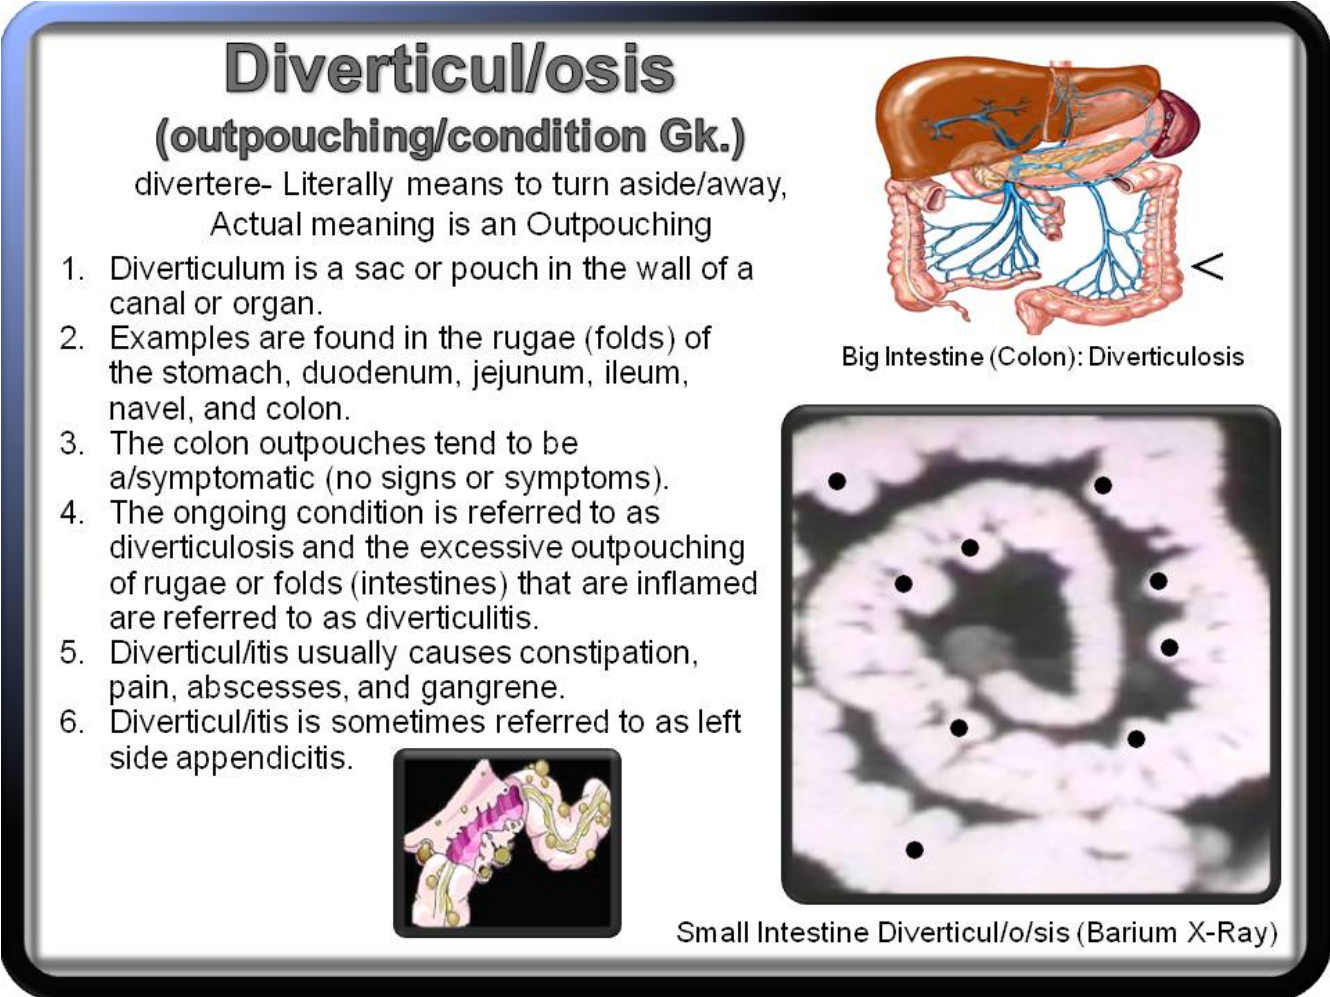 Diverticul/osis
(outpouching/condition Gk.)
divertere- Literally means to turn aside/away,
Actual meaning is an Outpouching
1. Diverticulum is a sac or pouch in the wall of a
canal or organ.
2. Examples are found in the rugae (folds) of
the stomach, duodenum, jejunum, ileum,
navel, and colon.
3. The colon outpouches tend to be
a/symptomatic (no signs or symptoms).
4. The ongoing condition is referred to as
diverticulosis and the excessive outpouching
of rugae or folds (intestines) that are inflamed
are referred to as diverticulitis.
5. Diverticul/itis usually causes constipation,
pain, abscesses, and gangrene.
6. Diverticul/itis is sometimes referred to as left
side appendicitis.
<
Big Intestine (Colon): Diverticulosis
Small Intestine Diverticul/o/sis (Barium X-Ray)